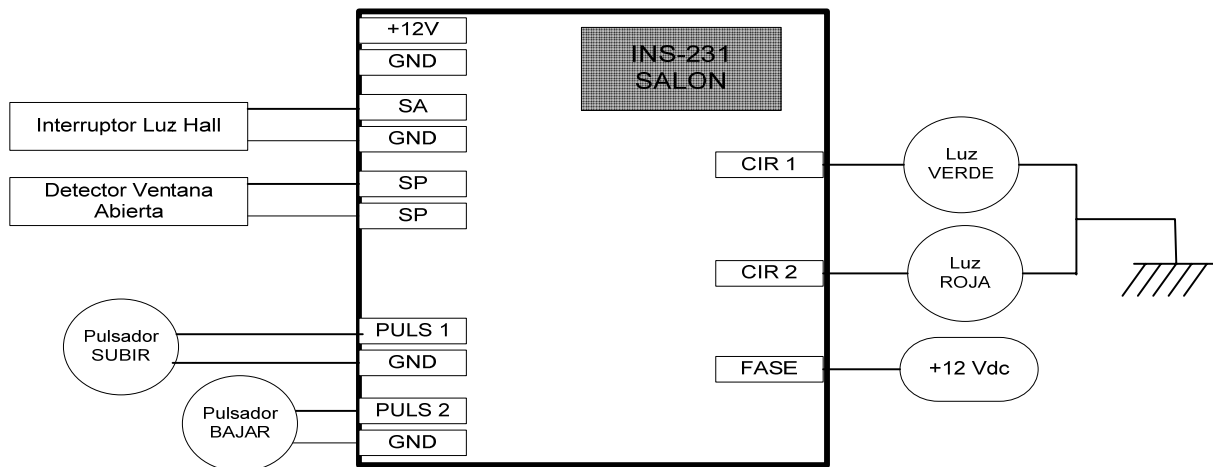 +12V
GND
INS-231
SALON
SA
Interruptor Luz Hall
GND
CIR 1
Luz
VERDE
SP
Detector Ventana
Abierta
SP
CIR 2
Luz
ROJA
PULS 1
Pulsador
SUBIR
GND
FASE
+12 Vdc
PULS 2
Pulsador
BAJAR
GND